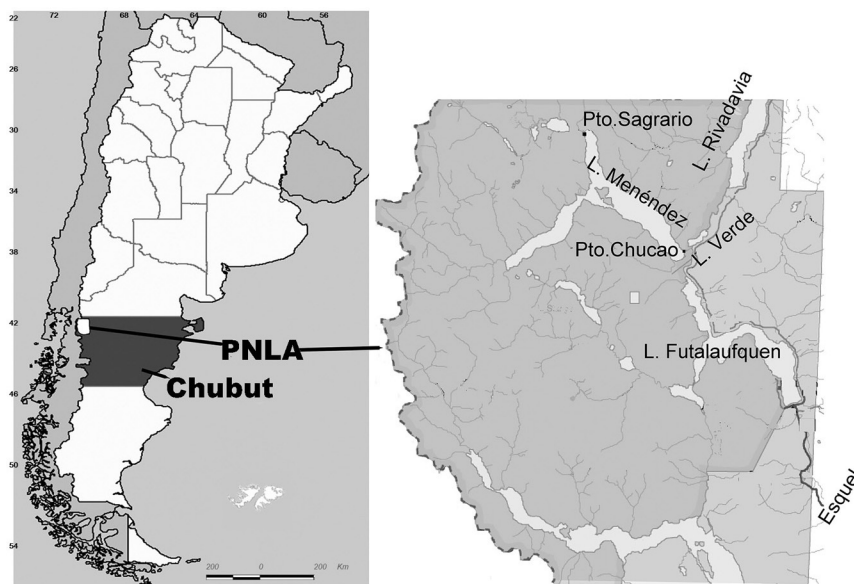 72
68
64
60
56
22
26
30
34
38
42
46
50
54
PNLA
Chubut
200
0
200
Km
Pto.Sagrario
L. Rivadavia
L. Menéndez
Pto.Chucao
L. Verde
L. Futalaufquen
Esquel